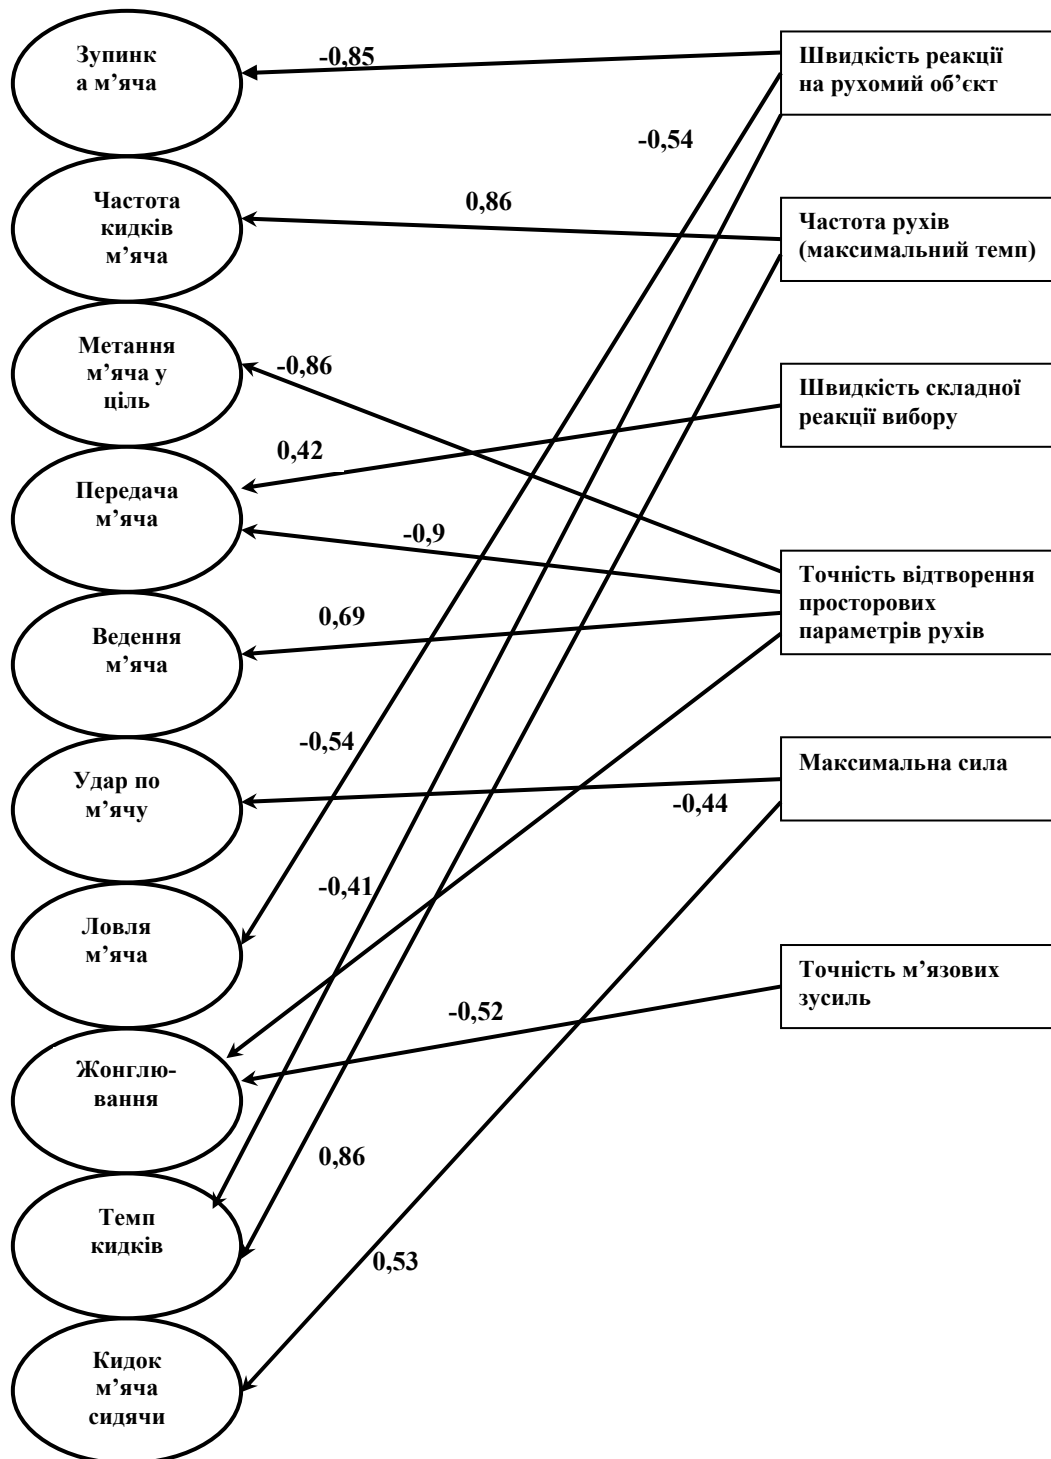 Зупинк
а м’яча
Частота
кидків
м’яча
Метання
м’яча у
ціль
Передача
м’яча
Ведення
м’яча
Удар по
м’ячу
Ловля
м’яча
Жонглю-
вання
Темп
кидків
Кидок
м’яча
сидячи
-0,85
-0,54
0,86
-0,86
0,42
-0,9
0,69
-0,54
-0,44
-0,41
-0,52
0,86
0,53
Швидкість реакції
на рухомий об’єкт
Частота рухів
(максимальний темп)
Швидкість складної
реакції вибору
Точність відтворення
просторових
параметрів рухів
Максимальна сила
Точність м’язових
зусиль